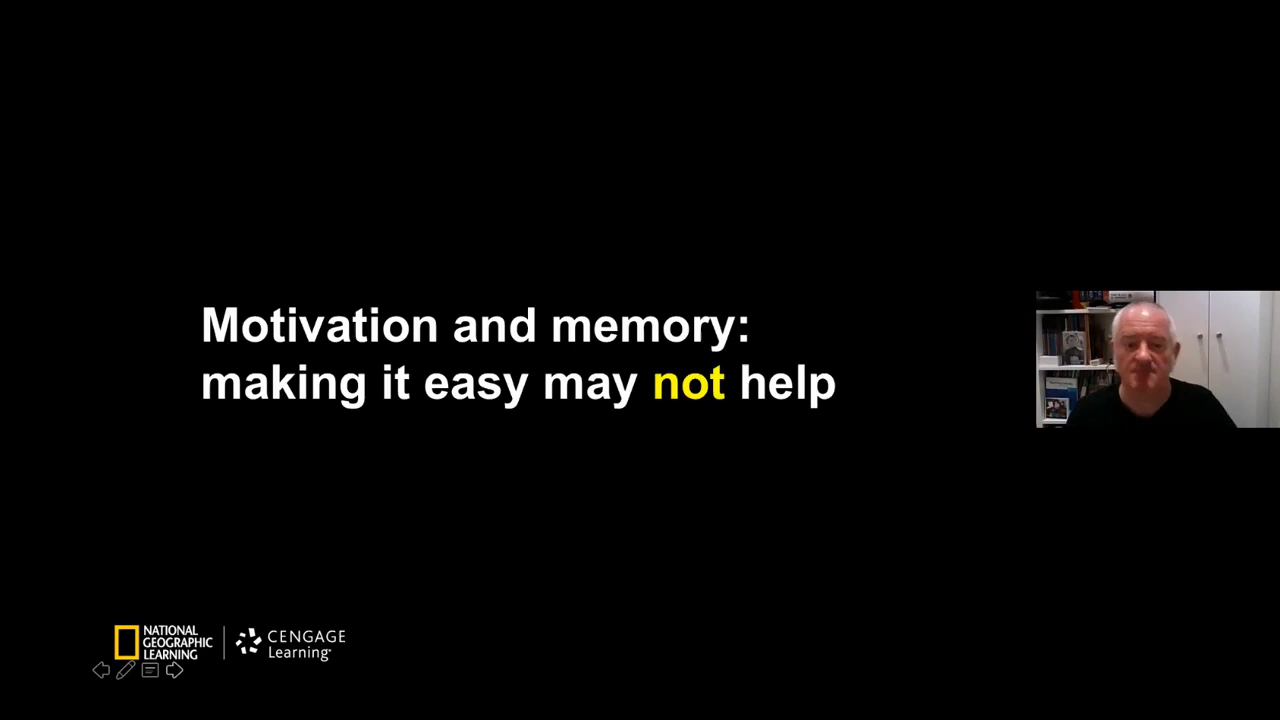 Motivation and memory:
making it easy may not help
NATIONAL
GEOGRAPHIC
LEARNING
CENGAGE
Learning